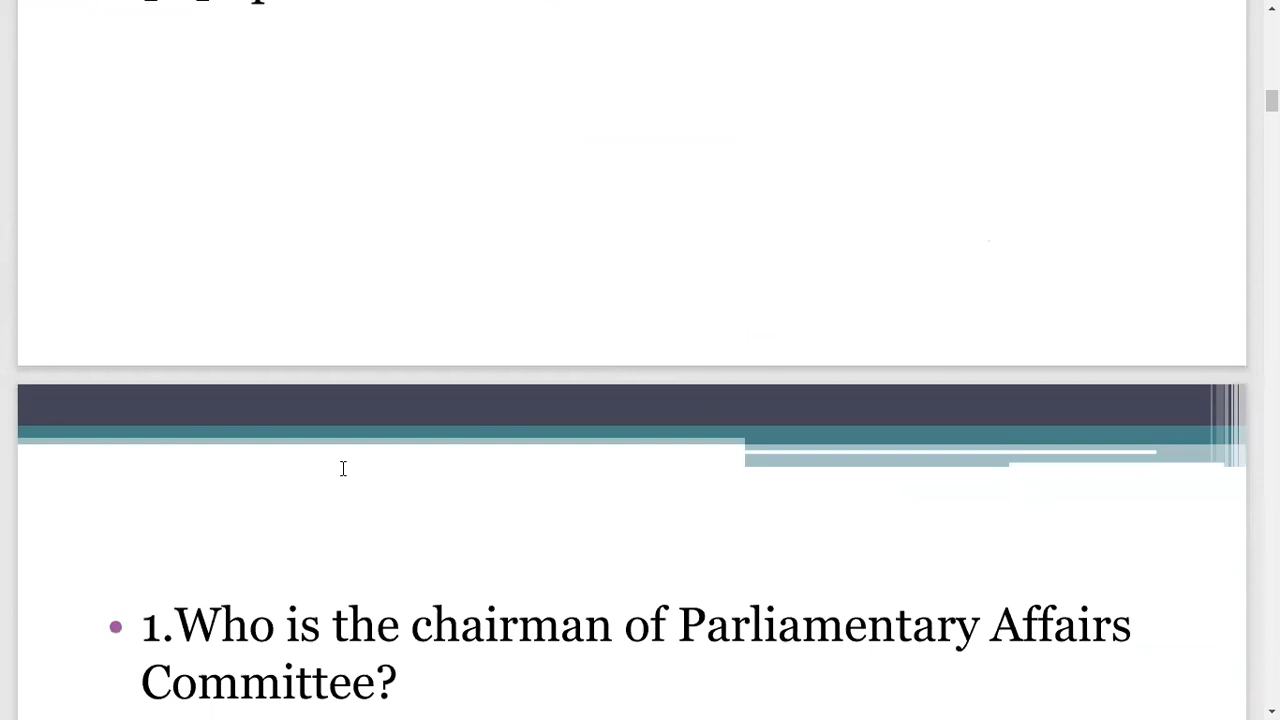 • 1.Who is the chairman of Parliamentary Affairs
Committee?